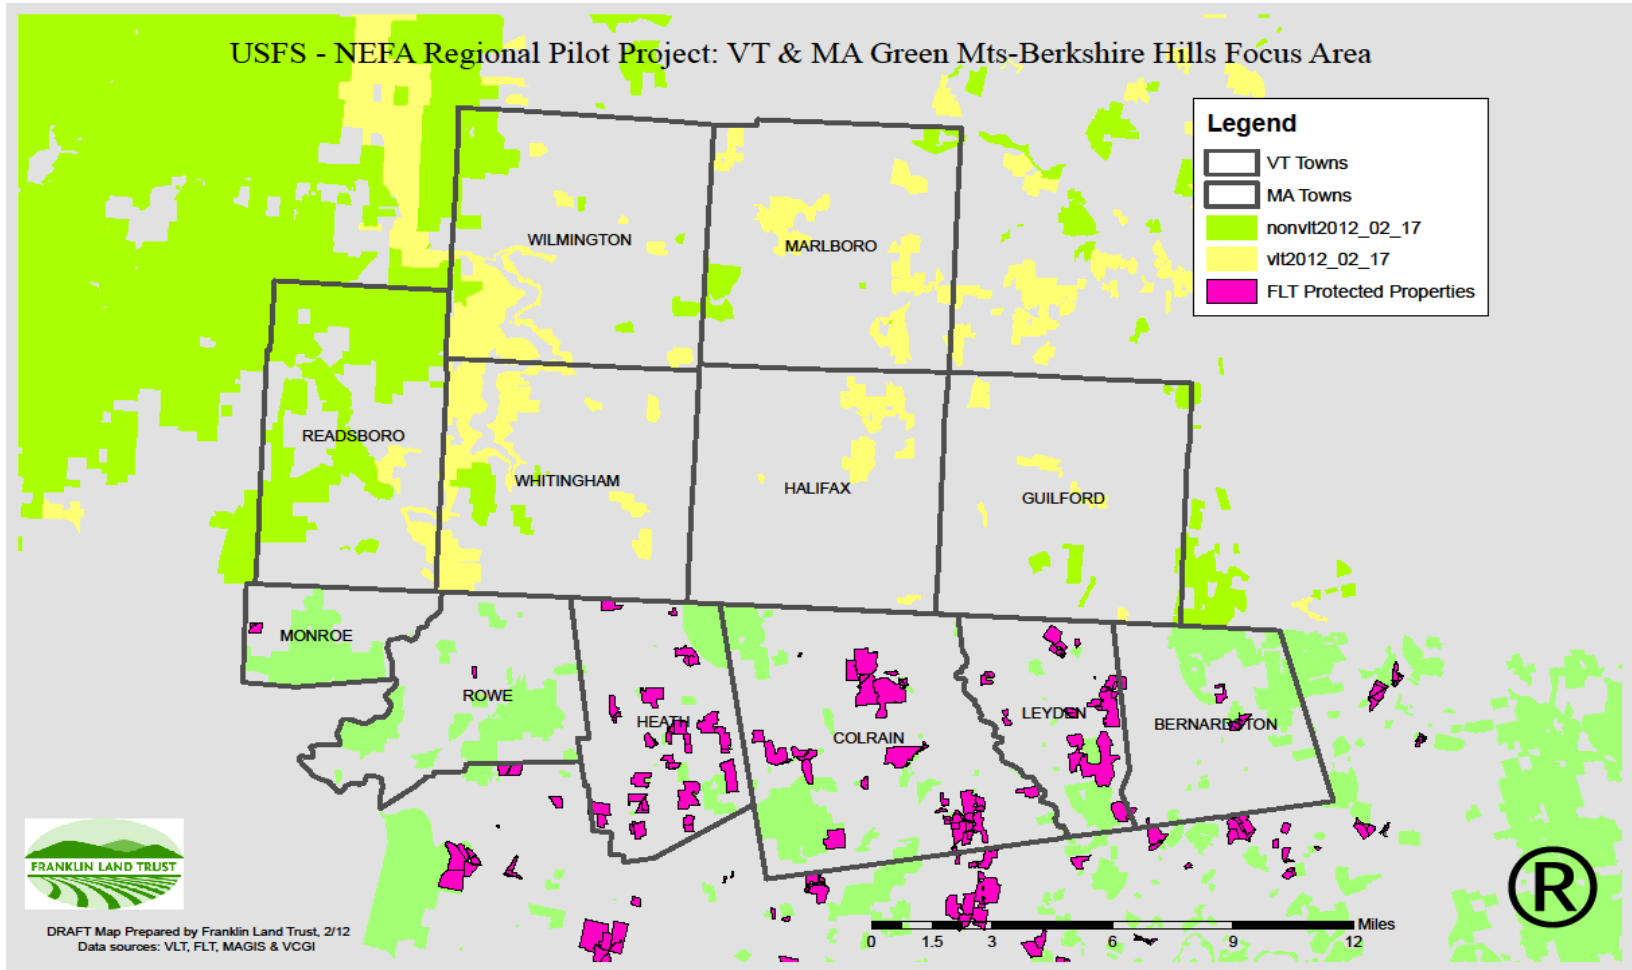 USFS - NEFA Regional Pilot Project: VT & MA Green Mts-Berkshire Hills Focus Area
Legend
VT Towns
MA Towns
nonvlt2012_02_17
vlt2012_02_17
FLT Protected Properties
WILMINGTON
MARLBORO
READSBORO
WHITINGHAM
HALIFAX
GUILFORD
MONROE
ROWE
HEATH
COLRAIN
LEYDEN
BERNARDSTON
FRANKLIN LAND TRUST
DRAFT Map Prepared by Franklin Land Trust, 2/12
Data sources: VLT, FLT, MAGIS & VCGI
Miles
0 1.5 3 6 9 12
®